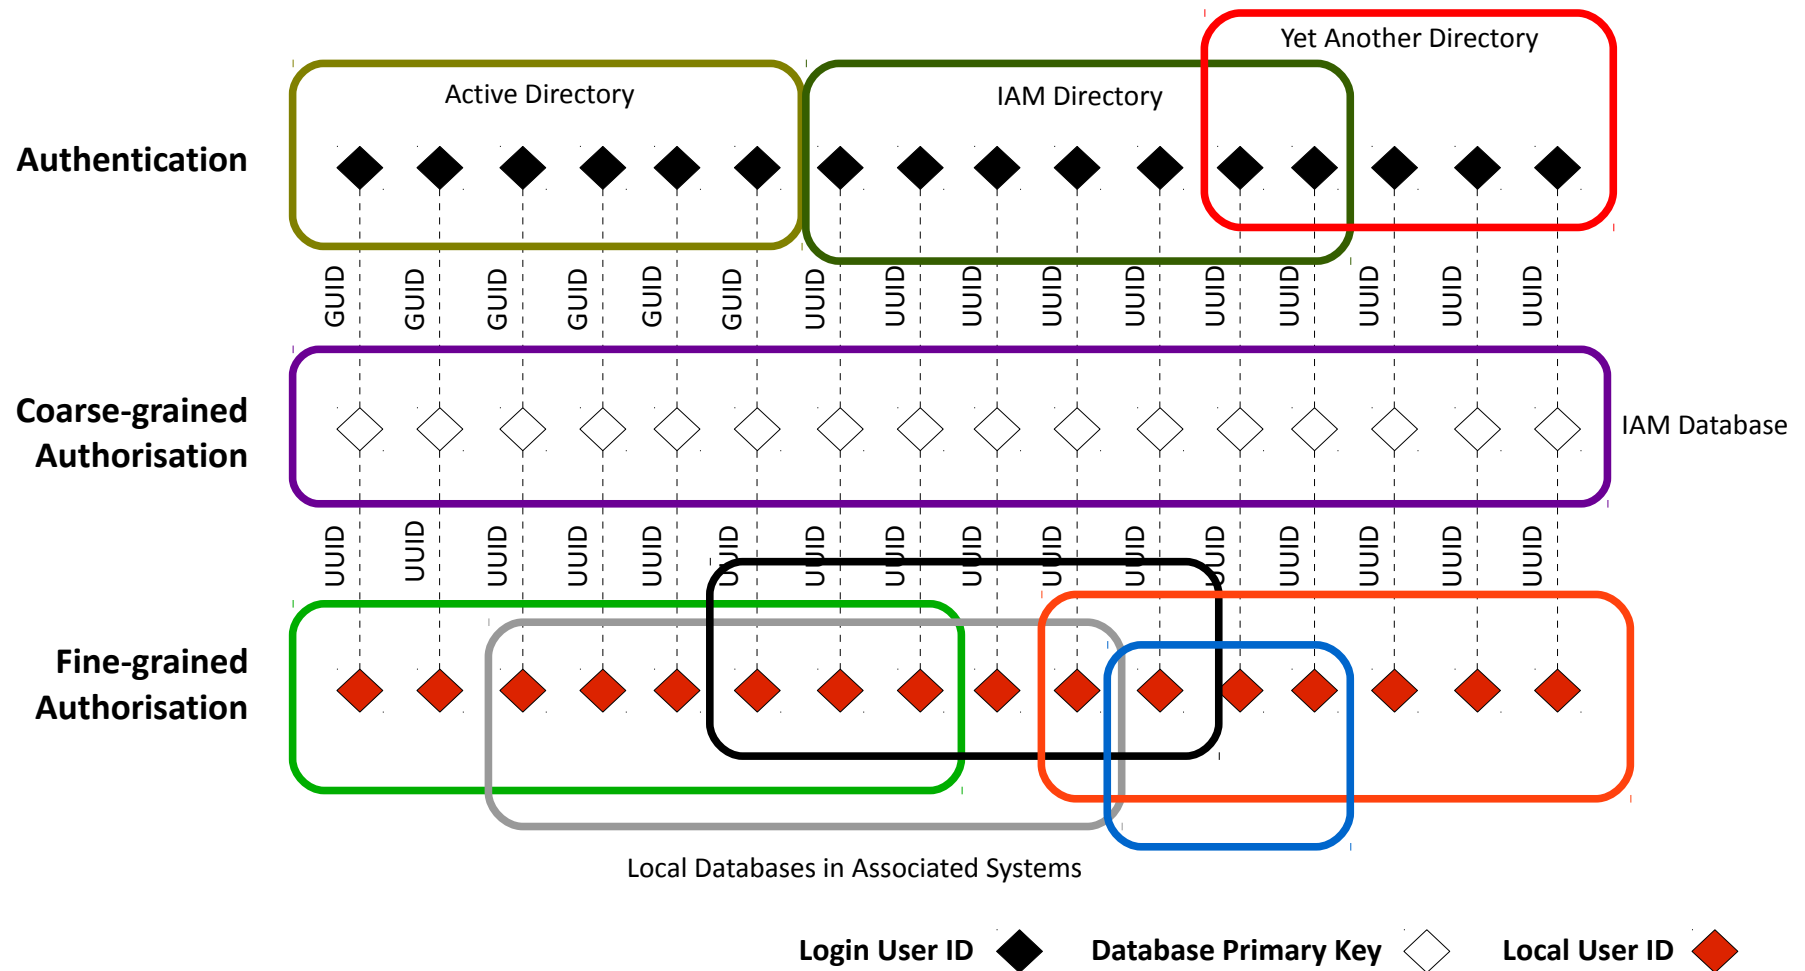 Yet Another Directory
Active Directory
IAM Directory
Authentication
GUID GUID GUID GUID GUID GUID UUID UUID UUID UUID UUID UUID UUID UUID UUID UUID
Coarse-grained
Authorisation
IAM Database
UUID UUID UUID UUID UUID UUID UUID UUID UUID UUID UUID UUID UUID UUID UUID UUID
Fine-grained
Authorisation
Local Databases in Associated Systems
Login User ID Database Primary Key Local User ID